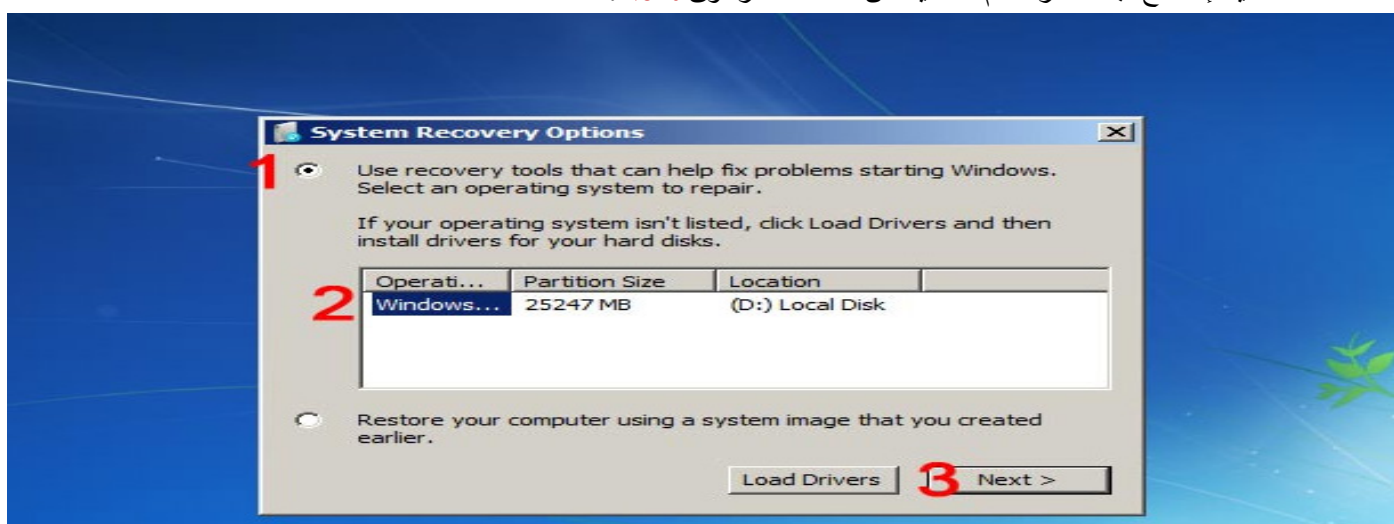 System Recovery Options
1
Use recovery tools that can help fix problems starting Windows.
Select an operating system to repair.
If your operating system isn't listed, click Load Drivers and then
install drivers for your hard disks.
Operati... Partition Size Location
2
Windows... 25247 MB (D:) Local Disk
Restore your computer using a system image that you created
earlier.
Load Drivers 3 Next >